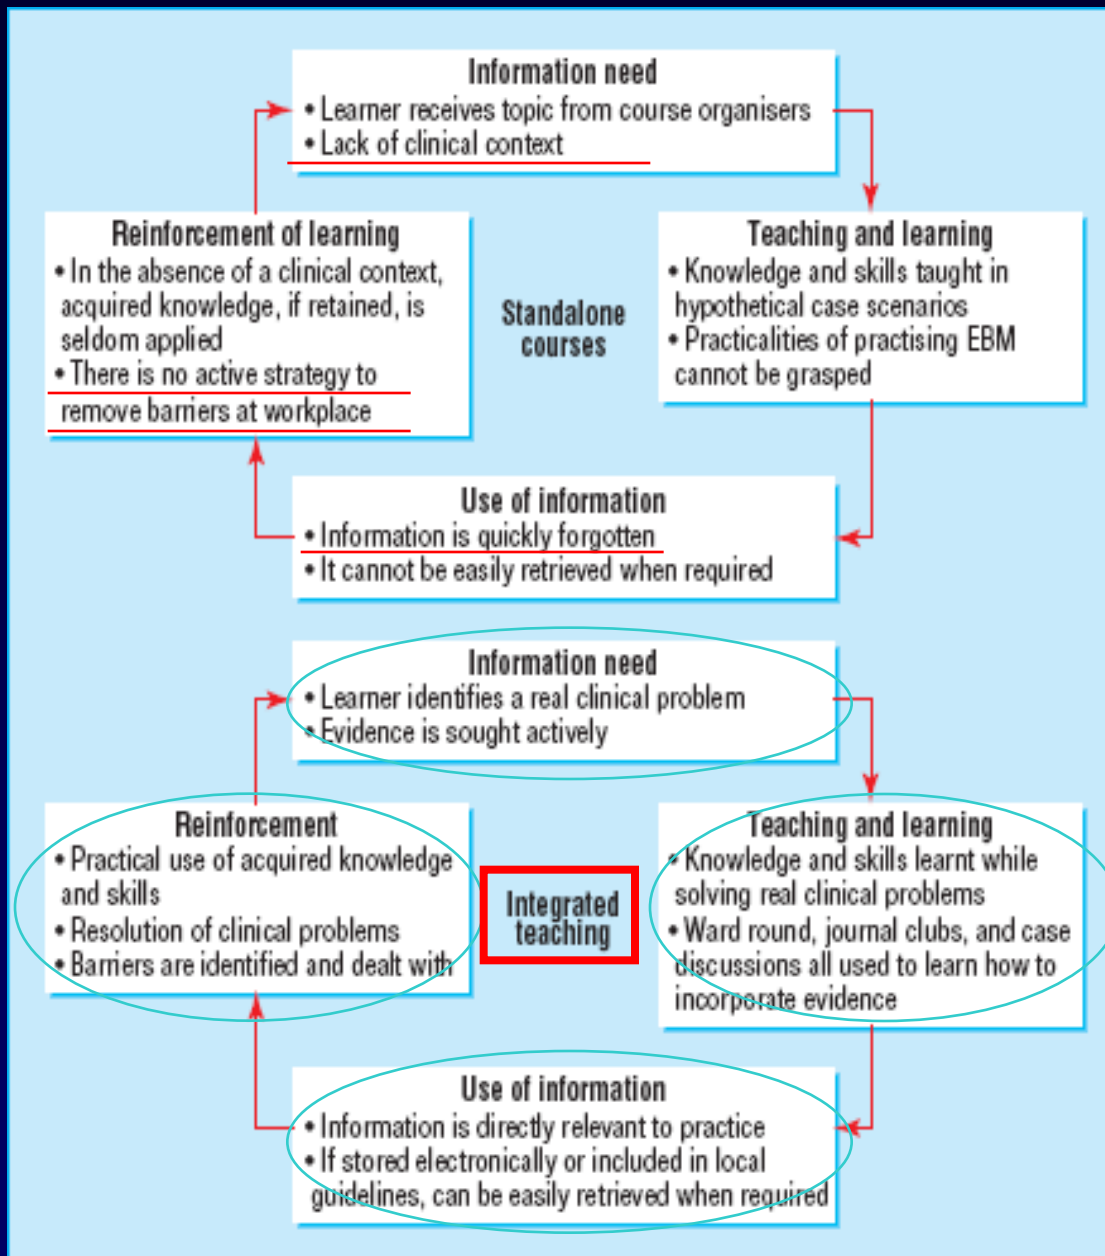 Information need
• Learner receives topic from course organisers
• Lack of clinical context
Reinforcement of learning
• In the absence of a clinical context,
acquired knowledge, if retained, is
seldom applied
• There is no active strategy to
remove barriers at workplace
Standalone
courses
Teaching and learning
• Knowledge and skills taught in
hypothetical case scenarios
• Practicalities of practising EBM
cannot be grasped
Use of information
• Information is quickly forgotten
• It cannot be easily retrieved when required
Information need
• Learner identifies a real clinical problem
• Evidence is sought actively
Reinforcement
• Practical use of acquired knowledge
and skills
• Resolution of clinical problems
• Barriers are identified and dealt with
Integrated
teaching
Teaching and learning
• Knowledge and skills learnt while
solving real clinical problems
• Ward round, journal clubs, and case
discussions all used to learn how to
incorporate evidence
Use of information
• Information is directly relevant to practice
• If stored electronically or included in local
guidelines, can be easily retrieved when required